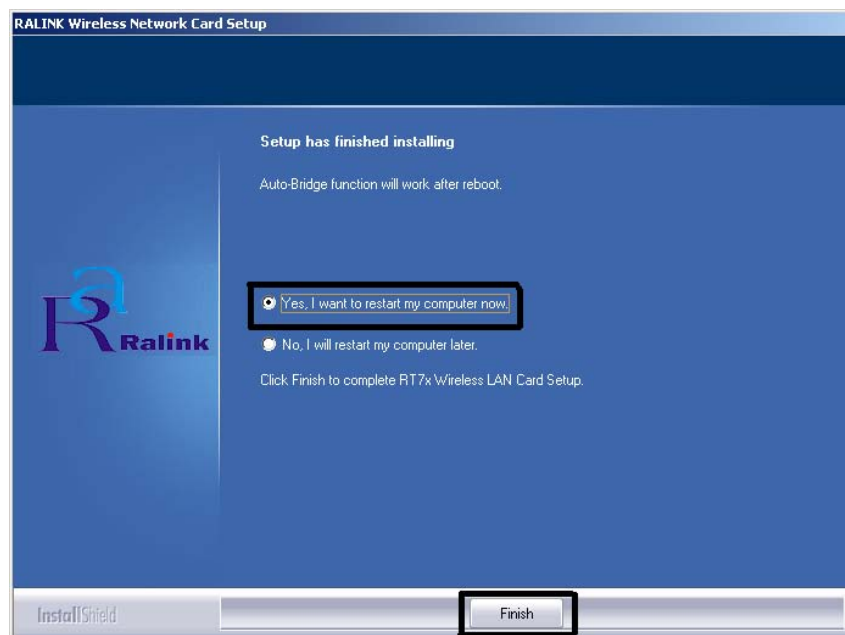 RALINK Wireless Network Card Setup
Setup has finished installing
Auto-Bridge function will work after reboot.
Yes, I want to restart my computer now.
No, I will restart my computer later.
Ralink
Click Finish to complete RT7x Wireless LAN Card Setup.
InstallShield
Finish